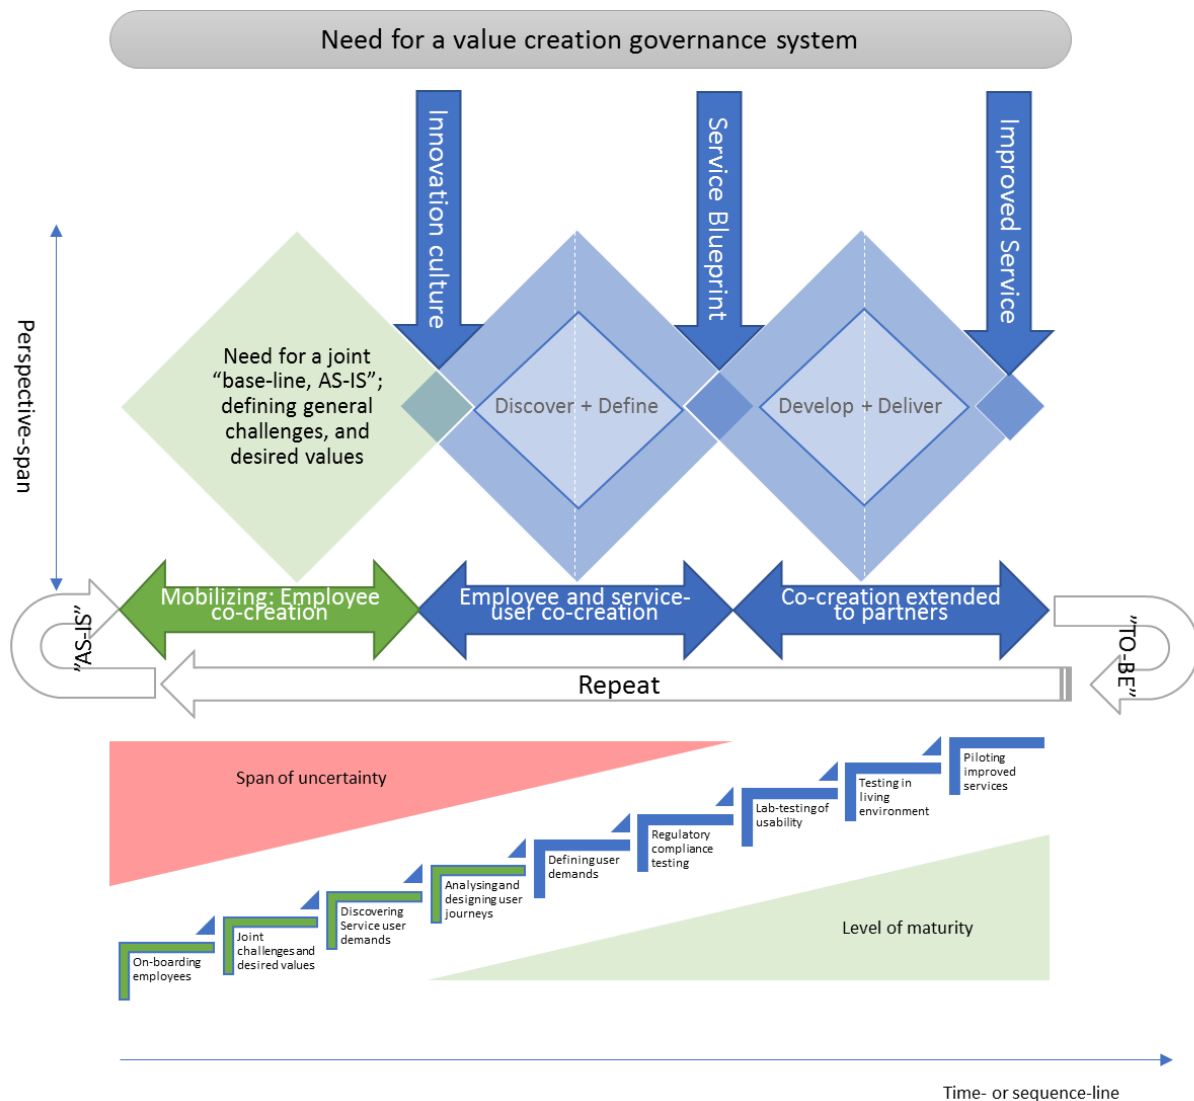 Need for a value creation governance system
Innovation culture
Service Blueprint
Improved Service
Perspective-span
Need for a joint
“base-line, AS-IS”;
defining general
challenges, and
desired values
Discover + Define
Develop + Deliver
Mobilizing: Employee
co-creation
Employee and service-
user co-creation
Co-creation extended
to partners
”AS-IS”
”TO-BE”
Repeat
Span of uncertainty
Piloting
improved
services
Testing in
living
environment
Lab-testing of
usability
Regulatory
compliance
testing
Defining user
demands
Analysing and
designing user
journeys
Discovering
Service user
demands
Joint
challenges and
desired values
On-boarding
employees
Level of maturity
Time- or sequence-line